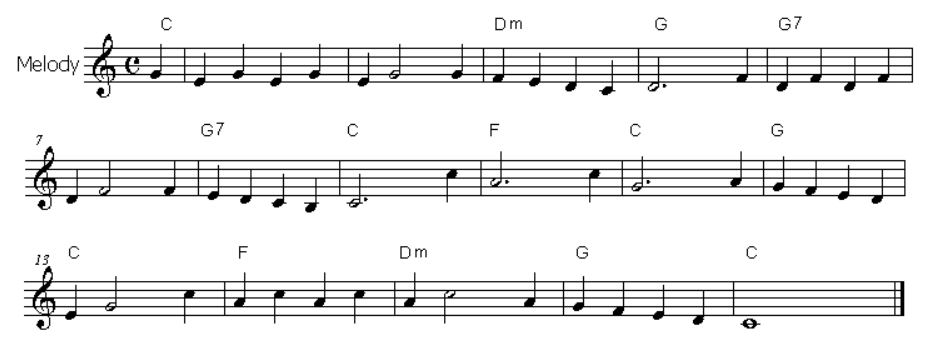 C Dm G G7
Melody
7 G7 C F C G
13 C F Dm G C